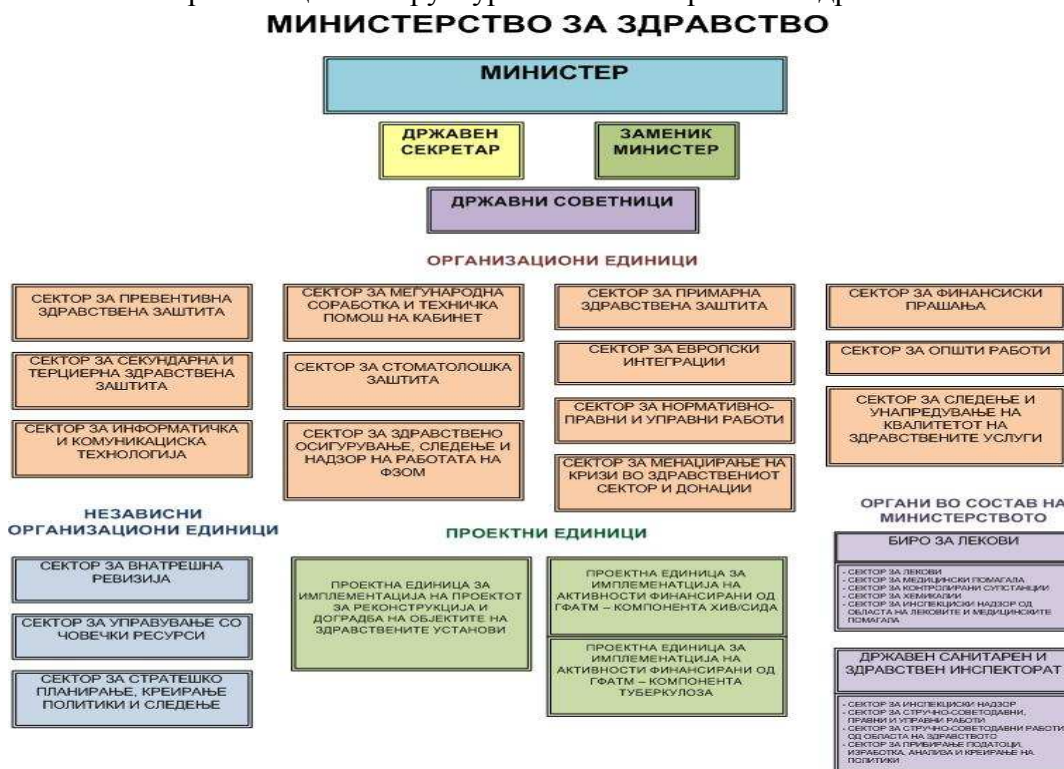 МИНИСТЕРСТВО ЗА ЗДРАВСТВО
МИНИСТЕР
ДРЖАВЕН
СЕКРЕТАР
ЗАМЕНИК
МИНИСТЕР
ДРЖАВНИ СОВЕТНИЦИ
ОРГАНИЗАЦИОНИ ЕДИНИЦИ
СЕКТОР ЗА ПРЕВЕНТИВНА
ЗДРАВСТВЕНА ЗАШТИТА
СЕКТОР ЗА СЕКУНДАРНА И
ТЕРЦИЕРНА ЗДРАВСТВЕНА
ЗАШТИТА
СЕКТОР ЗА ИНФОРМАТИЧКА
И КОМУНИКАЦИСКА
ТЕХНОЛОГИЈА
СЕКТОР ЗА МЕЃУНАРОДНА
СОРАБОТКА И ТЕХНИЧКА
ПОМОШ НА КАБИНЕТ
СЕКТОР ЗА СТОМАТОЛОШКА
ЗАШТИТА
СЕКТОР ЗА ЗДРАВСТВЕНО
ОСИГУРУВАЊЕ, СЛЕДЕЊЕ И
НАДЗОР НА РАБОТАТА НА
ФЗОМ
СЕКТОР ЗА ПРИМАРНА
ЗДРАВСТВЕНА ЗАШТИТА
СЕКТОР ЗА ЕВРОПСКИ
ИНТЕГРАЦИИ
СЕКТОР ЗА НОРМАТИВНО-
ПРАВНИ И УПРАВНИ РАБОТИ
СЕКТОР ЗА МЕНАЏИРАЊЕ НА
КРИЗИ ВО ЗДРАВСТВЕНИОТ
СЕКТОР И ДОНАЦИИ
СЕКТОР ЗА ФИНАНСИСКИ
ПРАШАЊА
СЕКТОР ЗА ОПШТИ РАБОТИ
СЕКТОР ЗА СЛЕДЕЊЕ И
УНАПРЕДУВАЊЕ НА
КВАЛИТЕТОТ НА
ЗДРАВСТВЕНИТЕ УСЛУГИ
НЕЗАВИСНИ
ОРГАНИЗАЦИОНИ ЕДИНИЦИ
СЕКТОР ЗА ВНАТРЕШНА
РЕВИЗИЈА
СЕКТОР ЗА УПРАВУВАЊЕ СО
ЧОВЕЧКИ РЕСУРСИ
СЕКТОР ЗА СТРАТЕШКО
ПЛАНИРАЊЕ, КРЕИРАЊЕ
ПОЛИТИКИ И СЛЕДЕЊЕ
ПРОЕКТНИ ЕДИНИЦИ
ПРОЕКТНА ЕДИНИЦА ЗА
ИМПЛЕМЕНТАЦИЈА НА ПРОЕКТОТ
ЗА РЕКОНСТРУКЦИЈА И
ДОГРАДБА НА ОБЈЕКТИТЕ НА
ЗДРАВСТВЕНИТЕ УСТАНОВИ
ПРОЕКТНА ЕДИНИЦА ЗА
ИМПЛЕМЕНАТЦИЈА НА
АКТИВНОСТИ ФИНАНСИРАНИ ОД
ГФАТМ – КОМПОНЕНТА ХИВ/СИДА
ПРОЕКТНА ЕДИНИЦА ЗА
ИМПЛЕМЕНАТЦИЈА НА
АКТИВНОСТИ ФИНАНСИРАНИ ОД
ГФАТМ – КОМПОНЕНТА
ТУБЕРКУЛОЗА
ОРГАНИ ВО СОСТАВ НА
МИНИСТЕРСТВОТО
БИРО ЗА ЛЕКОВИ
- СЕКТОР ЗА ЛЕКОВИ
- СЕКТОР ЗА МЕДИЦИНСКИ ПОМАГАЛА
- СЕКТОР ЗА КОНТРОЛИРАНИ СУПСТАНЦИИ
- СЕКТОР ЗА ХЕМИКАЛИИ
- СЕКТОР ЗА ИНСПЕКЦИСКИ НАДЗОР ОД
ОБЛАСТА НА ЛЕКОВИТЕ И МЕДИЦИНСКИТЕ
ПОМАГАЛА
ДРЖАВЕН САНИТАРЕН И
ЗДРАВСТВЕН ИНСПЕКТОРАТ
- СЕКТОР ЗА ИНСПЕКЦИСКИ НАДЗОР
- СЕКТОР ЗА СТРУЧНО-СОВЕТОДАВНИ,
ПРАВНИ И УПРАВНИ РАБОТИ
- СЕКТОР ЗА СТРУЧНО-СОВЕТОДАВНИ РАБОТИ
ОД ОБЛАСТА НА ЗДРАВСТВОТО
- СЕКТОР ЗА ПРИБИРАЊЕ ПОДАТОЦИ,
ИЗРАБОТКА, АНАЛИЗА И КРЕИРАЊЕ НА
ПОЛИТИКИ